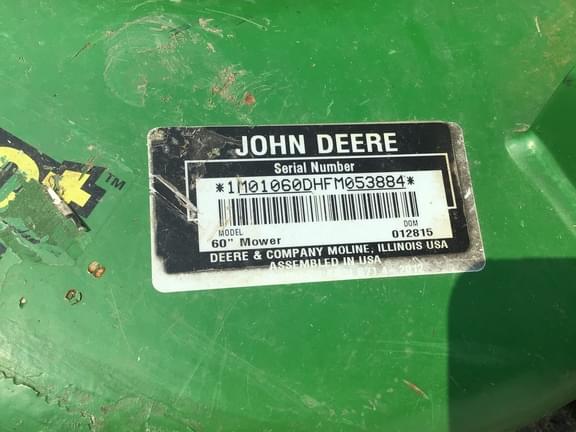 JOHN DEERE
Serial Number
*1M01060DHFM053884*
MODEL DOM
60" Mower 012815
DEERE & COMPANY MOLINE, ILLINOIS USA
ASSEMBLED IN USA
TM